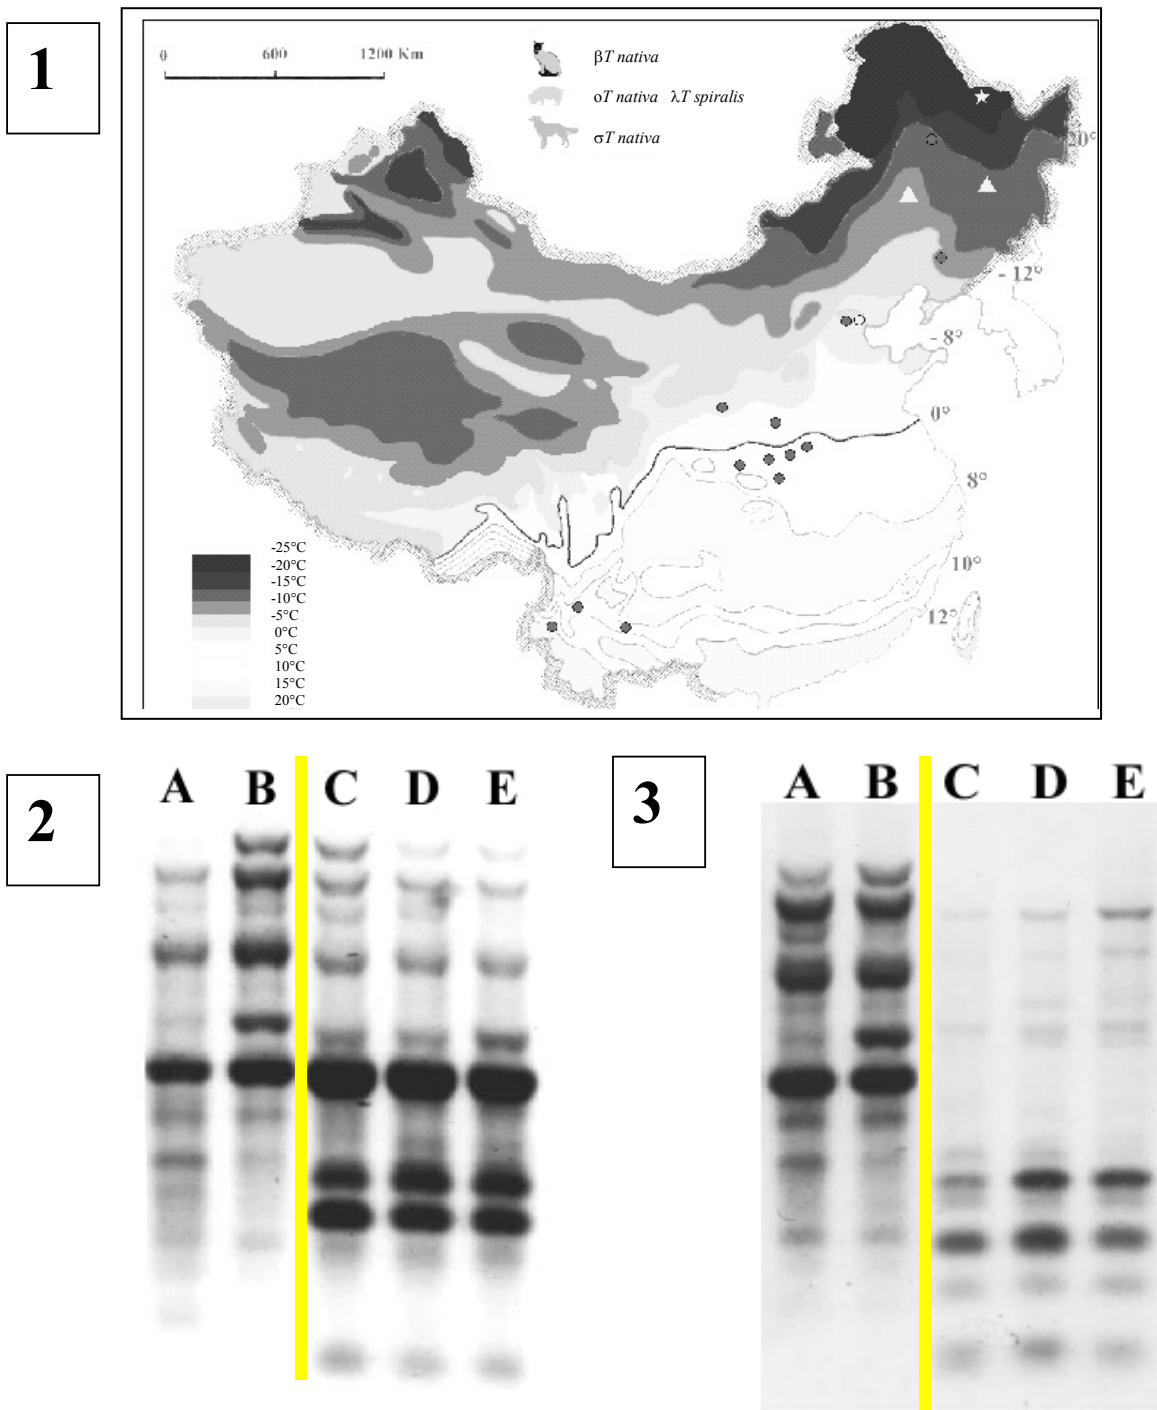 1
0 600 1200 Km
βT nativa
oT nativa λT spiralis
σT nativa
20°
- 12°
- 8°
0°
8°
10°
12°
-25°C
-20°C
-15°C
-10°C
-5°C
0°C
5°C
10°C
15°C
20°C
2
A B C D E
3
A B C D E